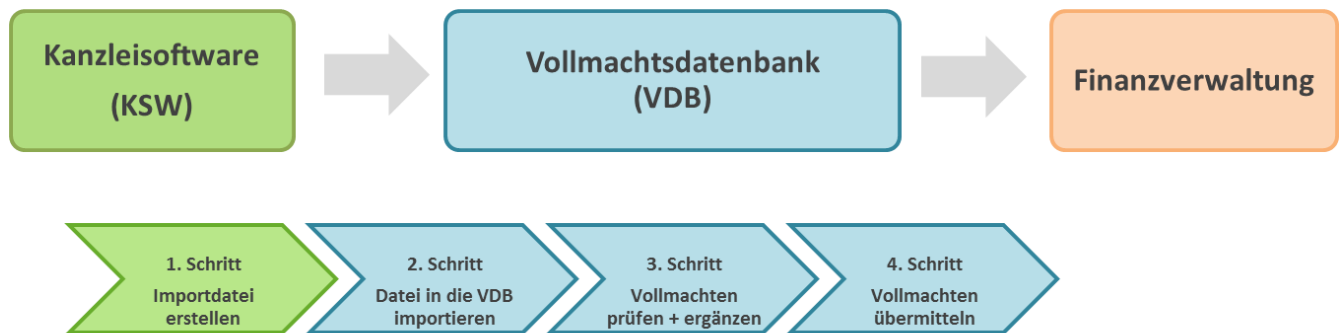 Kanzleisoftware
(KSW)
Vollmachtsdatenbank
(VDB)
Finanzverwaltung
1. Schritt
Importdatei
erstellen
2. Schritt
Datei in die VDB
importieren
3. Schritt
Vollmachten
prüfen + ergänzen
4. Schritt
Vollmachten
übermitteln